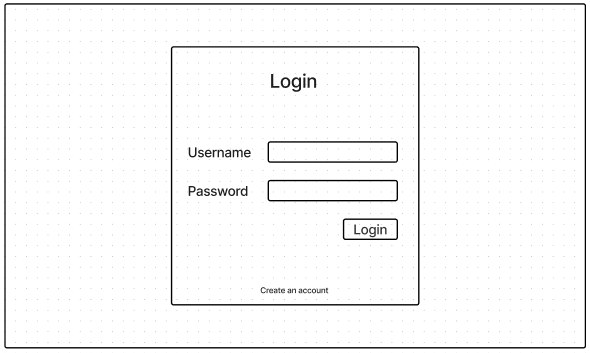 Login
Username
Password
Login
Create an account